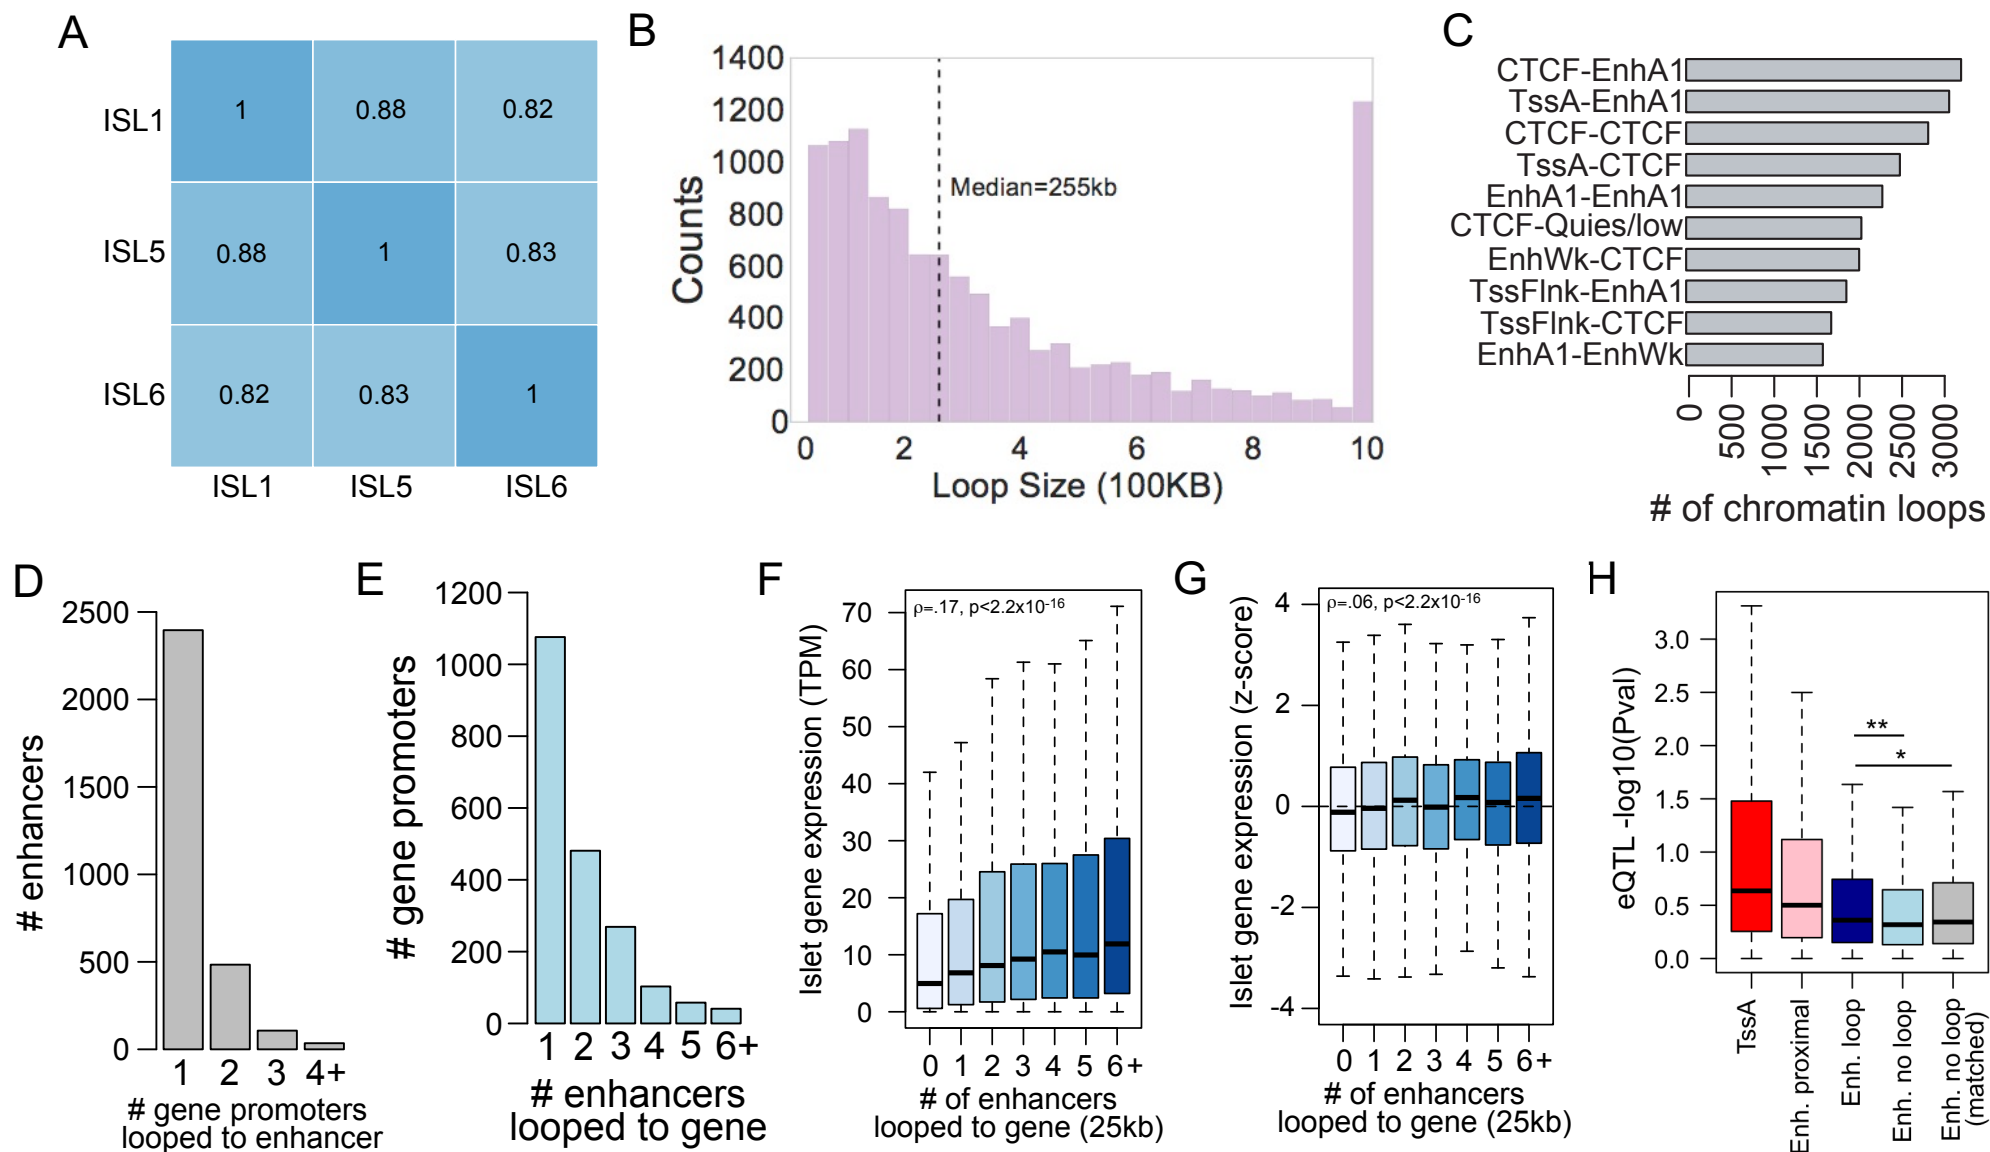 A
ISL1
ISL5
ISL6
1
0.88
0.82
0.88
1
0.83
0.82
0.83
1
ISL1
ISL5
ISL6
B
Counts
1400
1200
1000
800
600
400
200
0
Median=255kb
0
2
4
6
8
10
Loop Size (100KB)
C
CTCF-EnhA1
TssA-EnhA1
CTCF-CTCF
TssA-CTCF
EnhA1-EnhA1
CTCF-Quies/low
EnhWk-CTCF
TssFlnk-EnhA1
TssFlnk-CTCF
EnhA1-EnhWk
0
500
1000
1500
2000
2500
3000
# of chromatin loops
D
# enhancers
2500
2000
1500
1000
500
0
1
2
3
4+
# gene promoters
looped to enhancer
E
# gene promoters
1200
1000
800
600
400
200
0
1
2
3
4
5
6+
# enhancers
looped to gene
F
Islet gene expression (TPM)
70
60
50
40
30
20
10
0
ρ=.17, p<2.2x10⁻¹⁶
0
1
2
3
4
5
6+
# of enhancers
looped to gene (25kb)
G
Islet gene expression (z-score)
4
2
0
-2
-4
ρ=.06, p<2.2x10⁻¹⁶
0
1
2
3
4
5
6+
# of enhancers
looped to gene (25kb)
H
eQTL -log10(Pval)
3.0
2.5
2.0
1.5
1.0
0.5
0.0
**
*
TssA
Enh. proximal
Enh. loop
Enh. no loop
Enh. no loop
(matched)